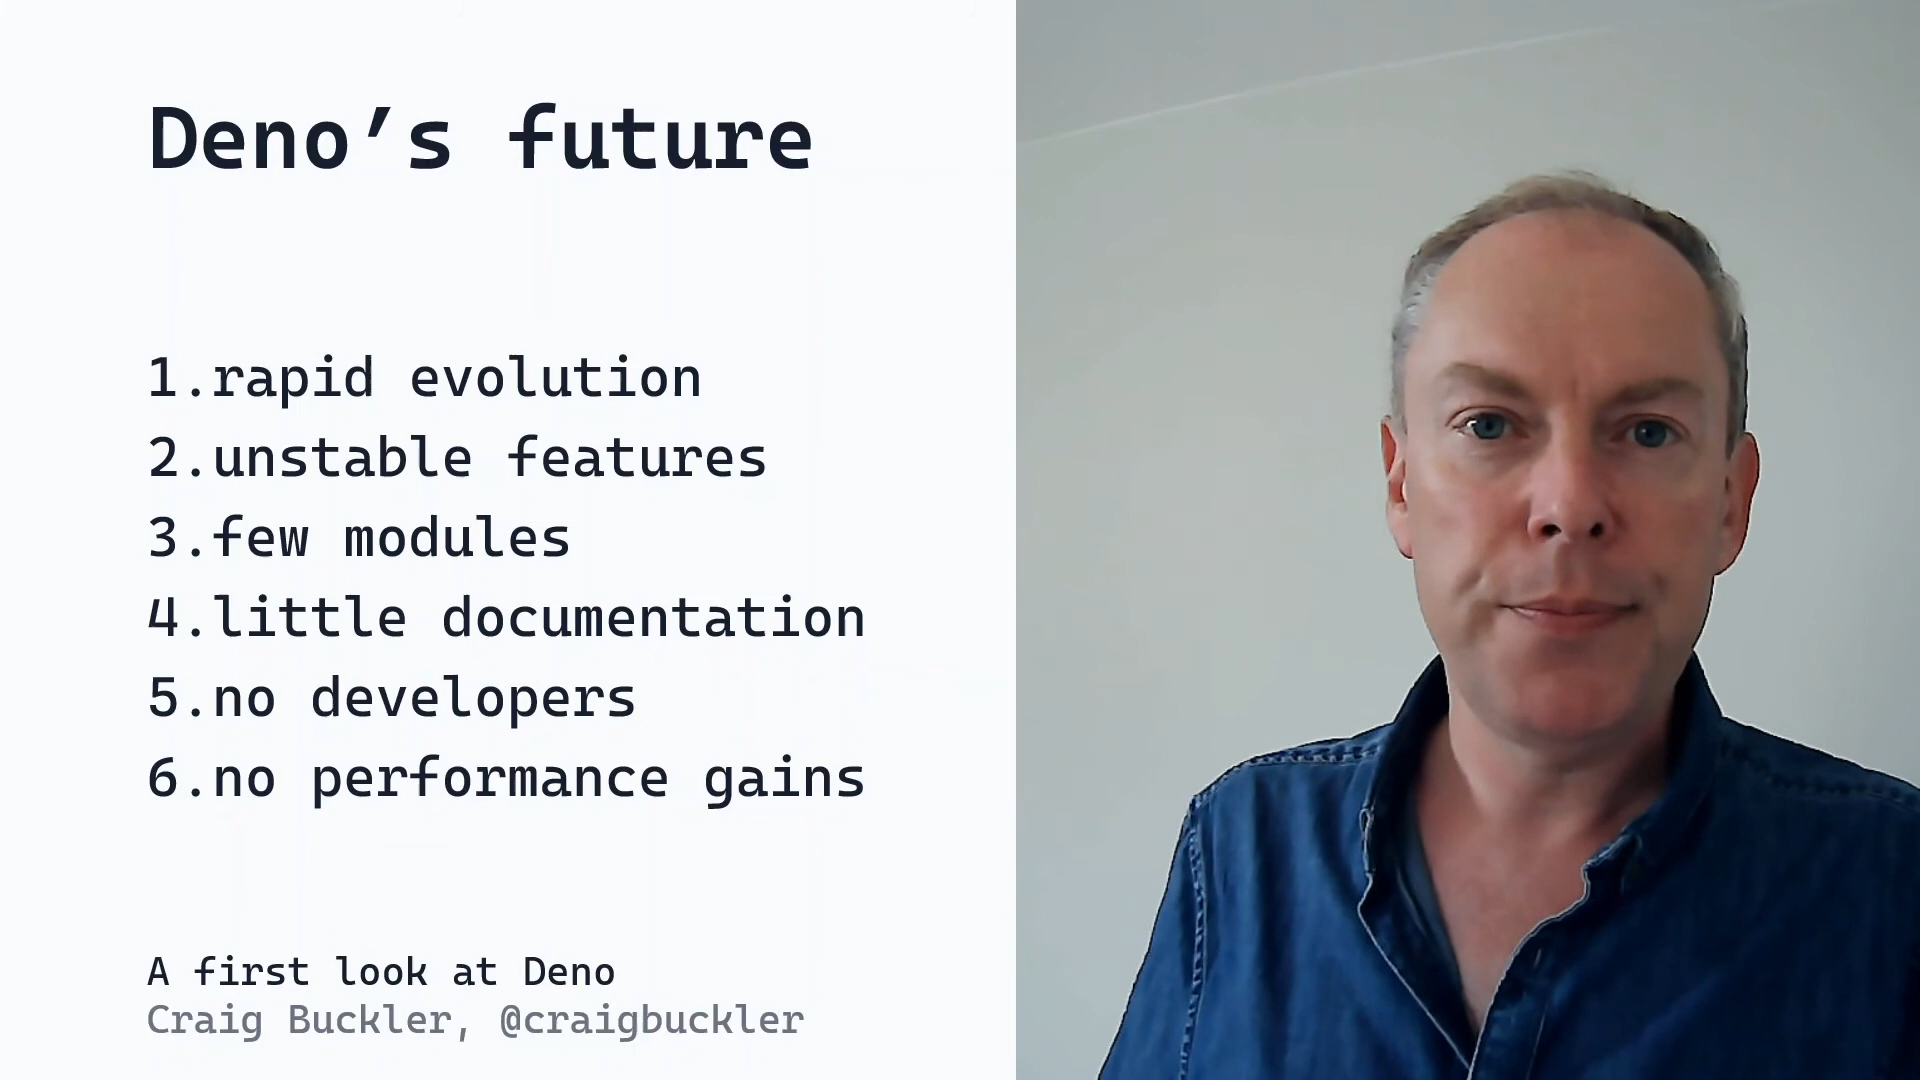 Deno’s future
1.rapid evolution
2.unstable features
3.few modules
4.little documentation
5.no developers
6.no performance gains
A first look at Deno
Craig Buckler, @craigbuckler